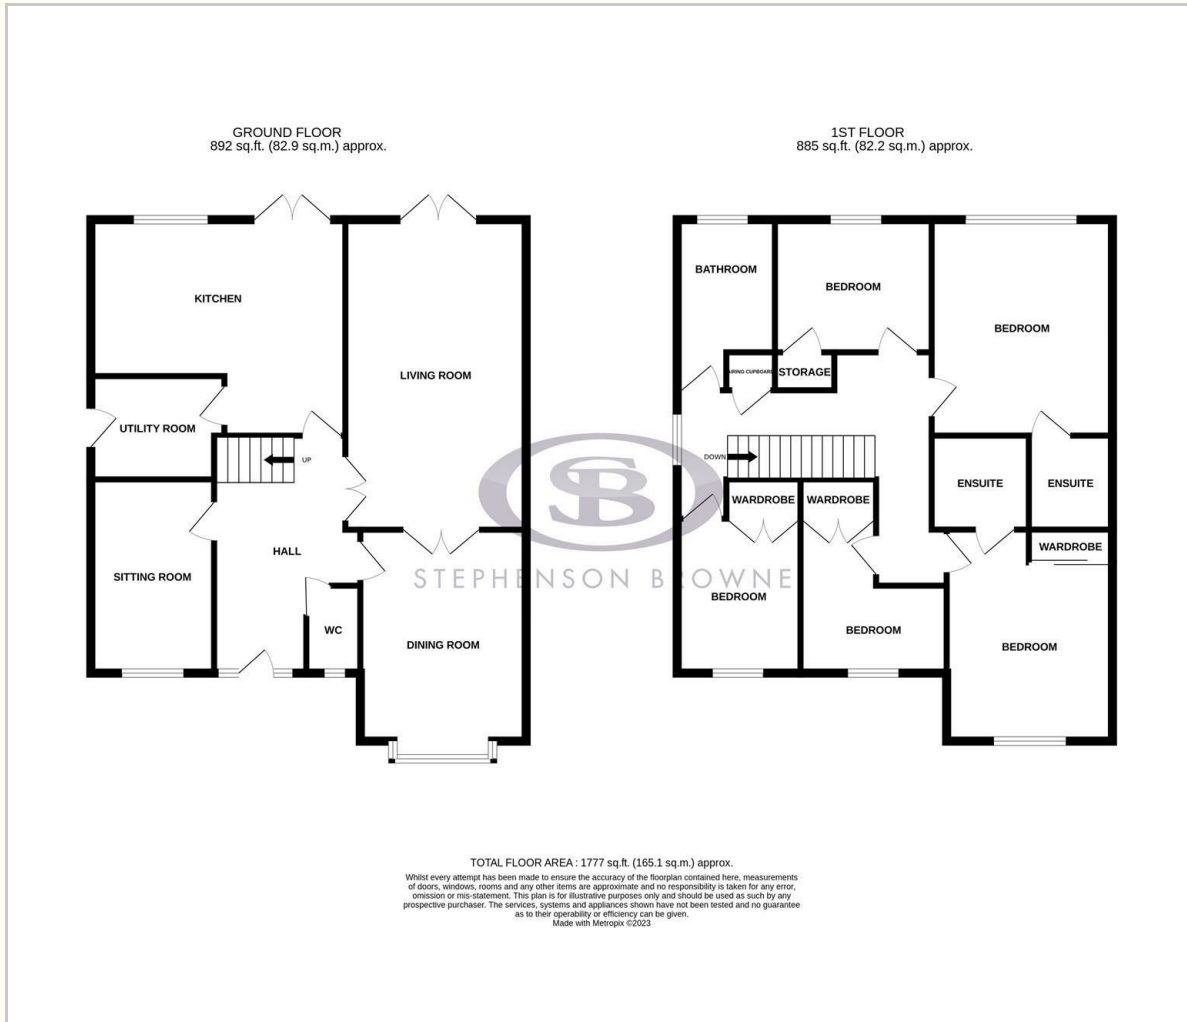 GROUND FLOOR
892 sq.ft. (82.9 sq.m.) approx.
1ST FLOOR
885 sq.ft. (82.2 sq.m.) approx.
KITCHEN
LIVING ROOM
UTILITY ROOM
UP
HALL
SITTING ROOM
WC
DINING ROOM
BATHROOM
BEDROOM
BEDROOM
AIRING CUPBOARD
STORAGE
DOWN
ENSUITE
ENSUITE
WARDROBE
WARDROBE
WARDROBE
BEDROOM
BEDROOM
BEDROOM
SB
STEPHENSON BROWNE
TOTAL FLOOR AREA : 1777 sq.ft. (165.1 sq.m.) approx.
Whilst every attempt has been made to ensure the accuracy of the floorplan contained here, measurements
of doors, windows, rooms and any other items are approximate and no responsibility is taken for any error,
omission or mis-statement. This plan is for illustrative purposes only and should be used as such by any
prospective purchaser. The services, systems and appliances shown have not been tested and no guarantee
as to their operability or efficiency can be given.
Made with Metropix ©2023